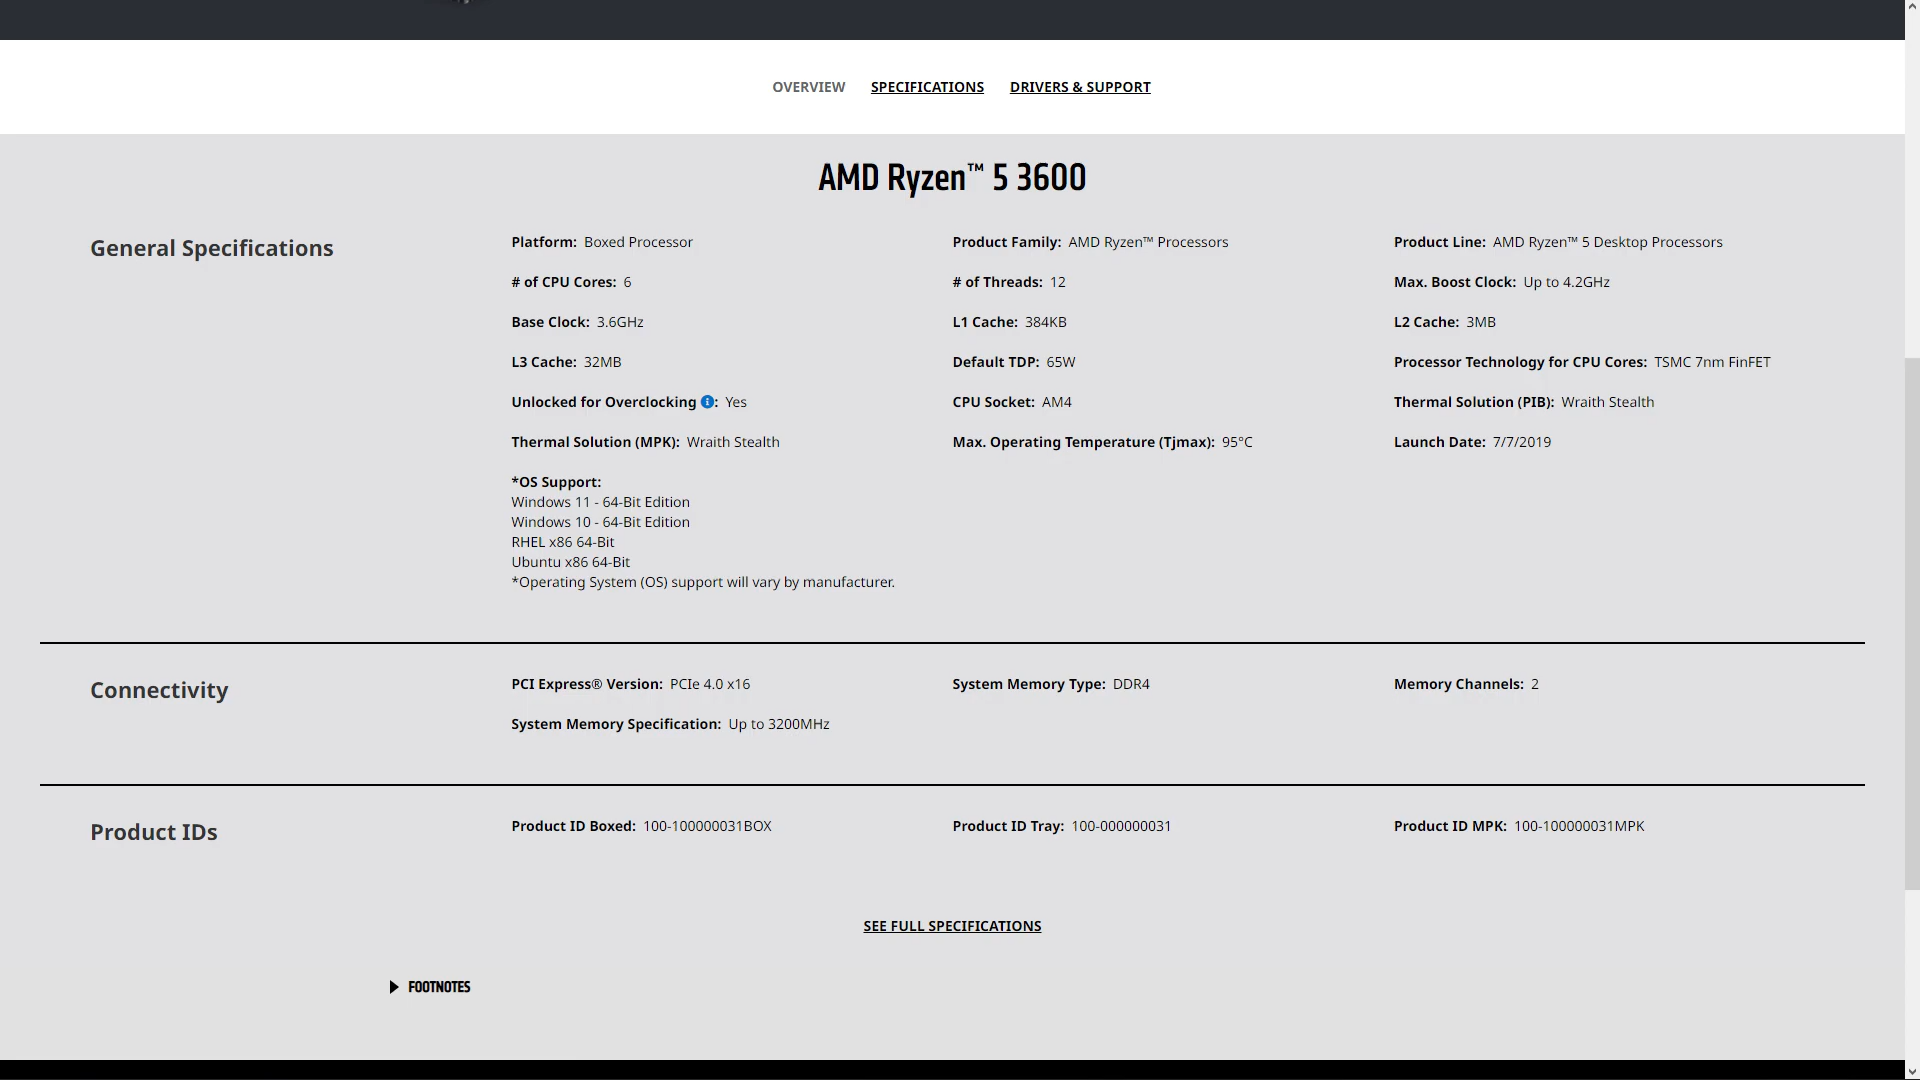 OVERVIEW SPECIFICATIONS DRIVERS & SUPPORT
AMD Ryzen™ 5 3600
General Specifications
Platform: Boxed Processor
Product Family: AMD Ryzen™ Processors
Product Line: AMD Ryzen™ 5 Desktop Processors
# of CPU Cores: 6
# of Threads: 12
Max. Boost Clock: Up to 4.2GHz
Base Clock: 3.6GHz
L1 Cache: 384KB
L2 Cache: 3MB
L3 Cache: 32MB
Default TDP: 65W
Processor Technology for CPU Cores: TSMC 7nm FinFET
Unlocked for Overclocking : Yes
CPU Socket: AM4
Thermal Solution (PIB): Wraith Stealth
Thermal Solution (MPK): Wraith Stealth
Max. Operating Temperature (Tjmax): 95°C
Launch Date: 7/7/2019
*OS Support:
Windows 11 - 64-Bit Edition
Windows 10 - 64-Bit Edition
RHEL x86 64-Bit
Ubuntu x86 64-Bit
*Operating System (OS) support will vary by manufacturer.
Connectivity
PCI Express® Version: PCIe 4.0 x16
System Memory Type: DDR4
Memory Channels: 2
System Memory Specification: Up to 3200MHz
Product IDs
Product ID Boxed: 100-100000031BOX
Product ID Tray: 100-000000031
Product ID MPK: 100-100000031MPK
SEE FULL SPECIFICATIONS
FOOTNOTES